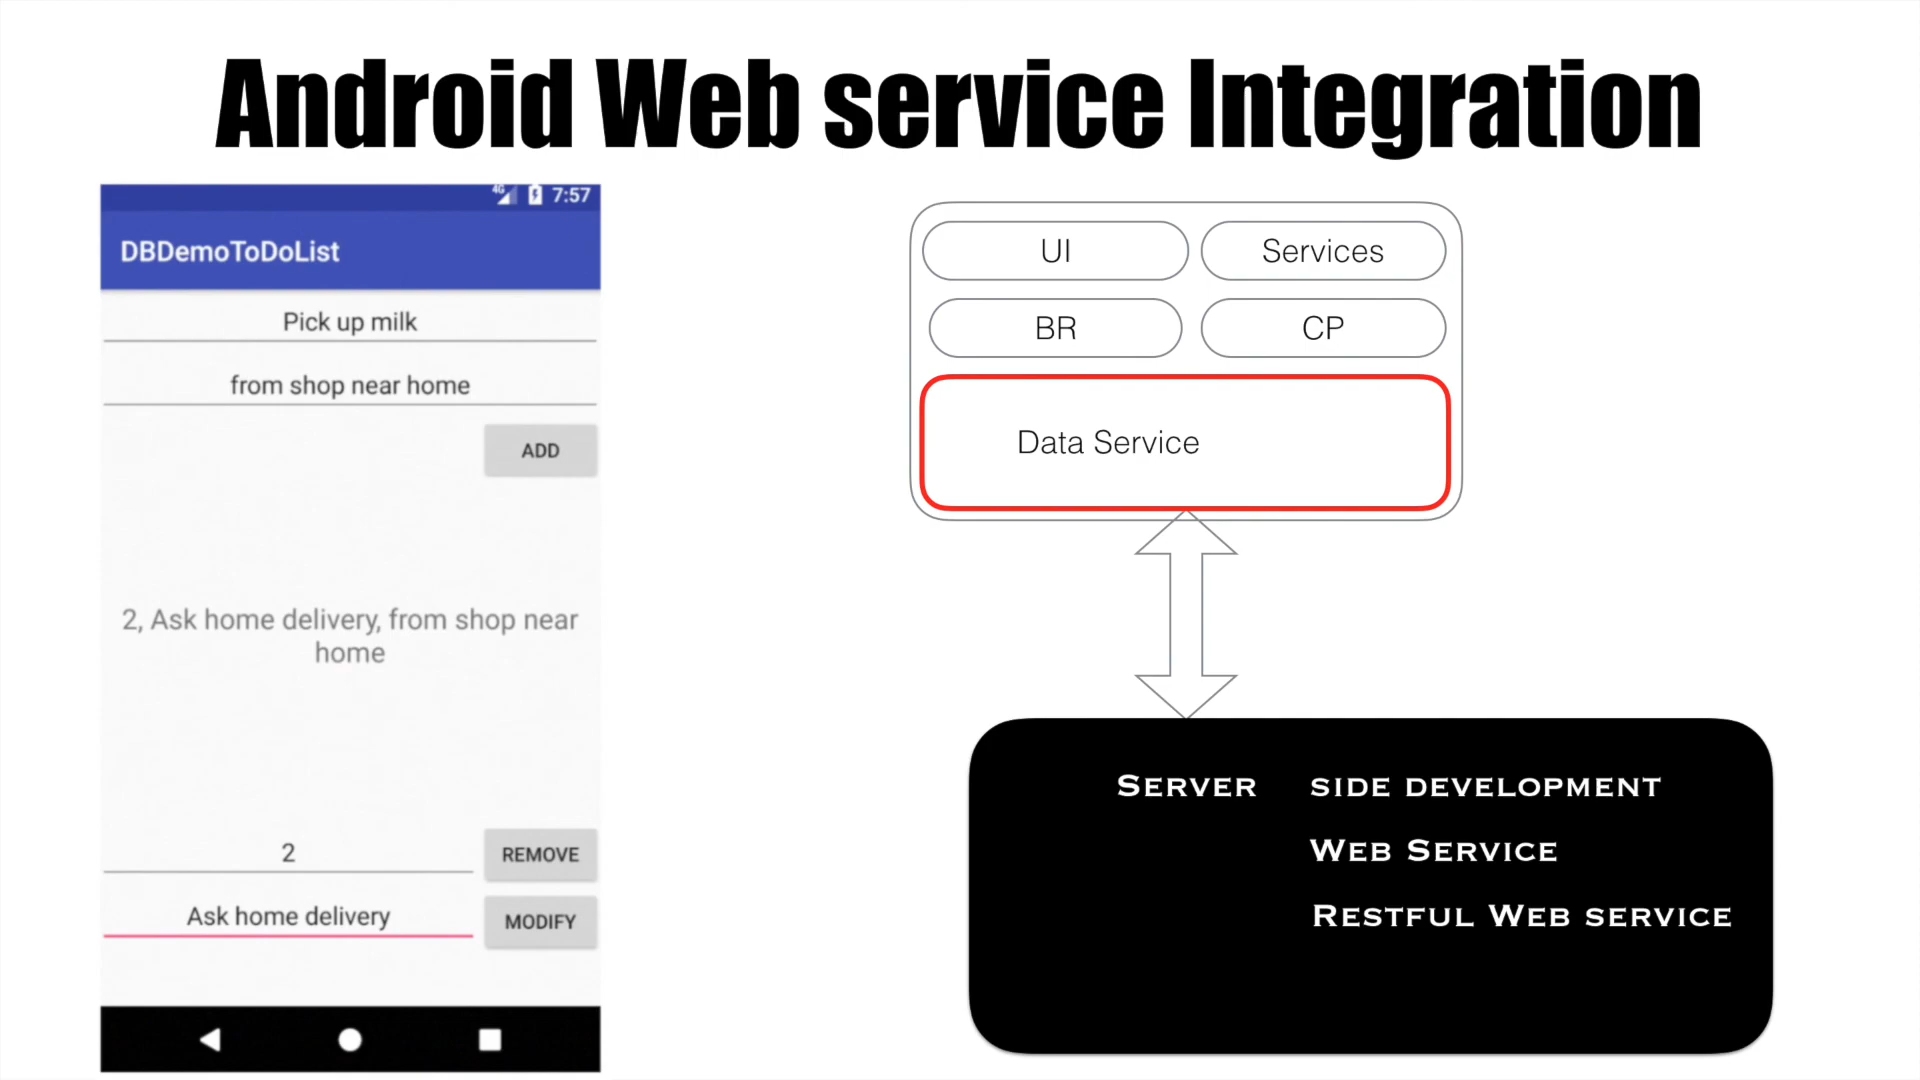 Android Web service Integration
4G 7:57
DBDemoToDoList
Pick up milk
from shop near home
ADD
2, Ask home delivery, from shop near
home
2
REMOVE
Ask home delivery
MODIFY
UI
Services
BR
CP
Data Service
Server side development
Web Service
Restful Web service